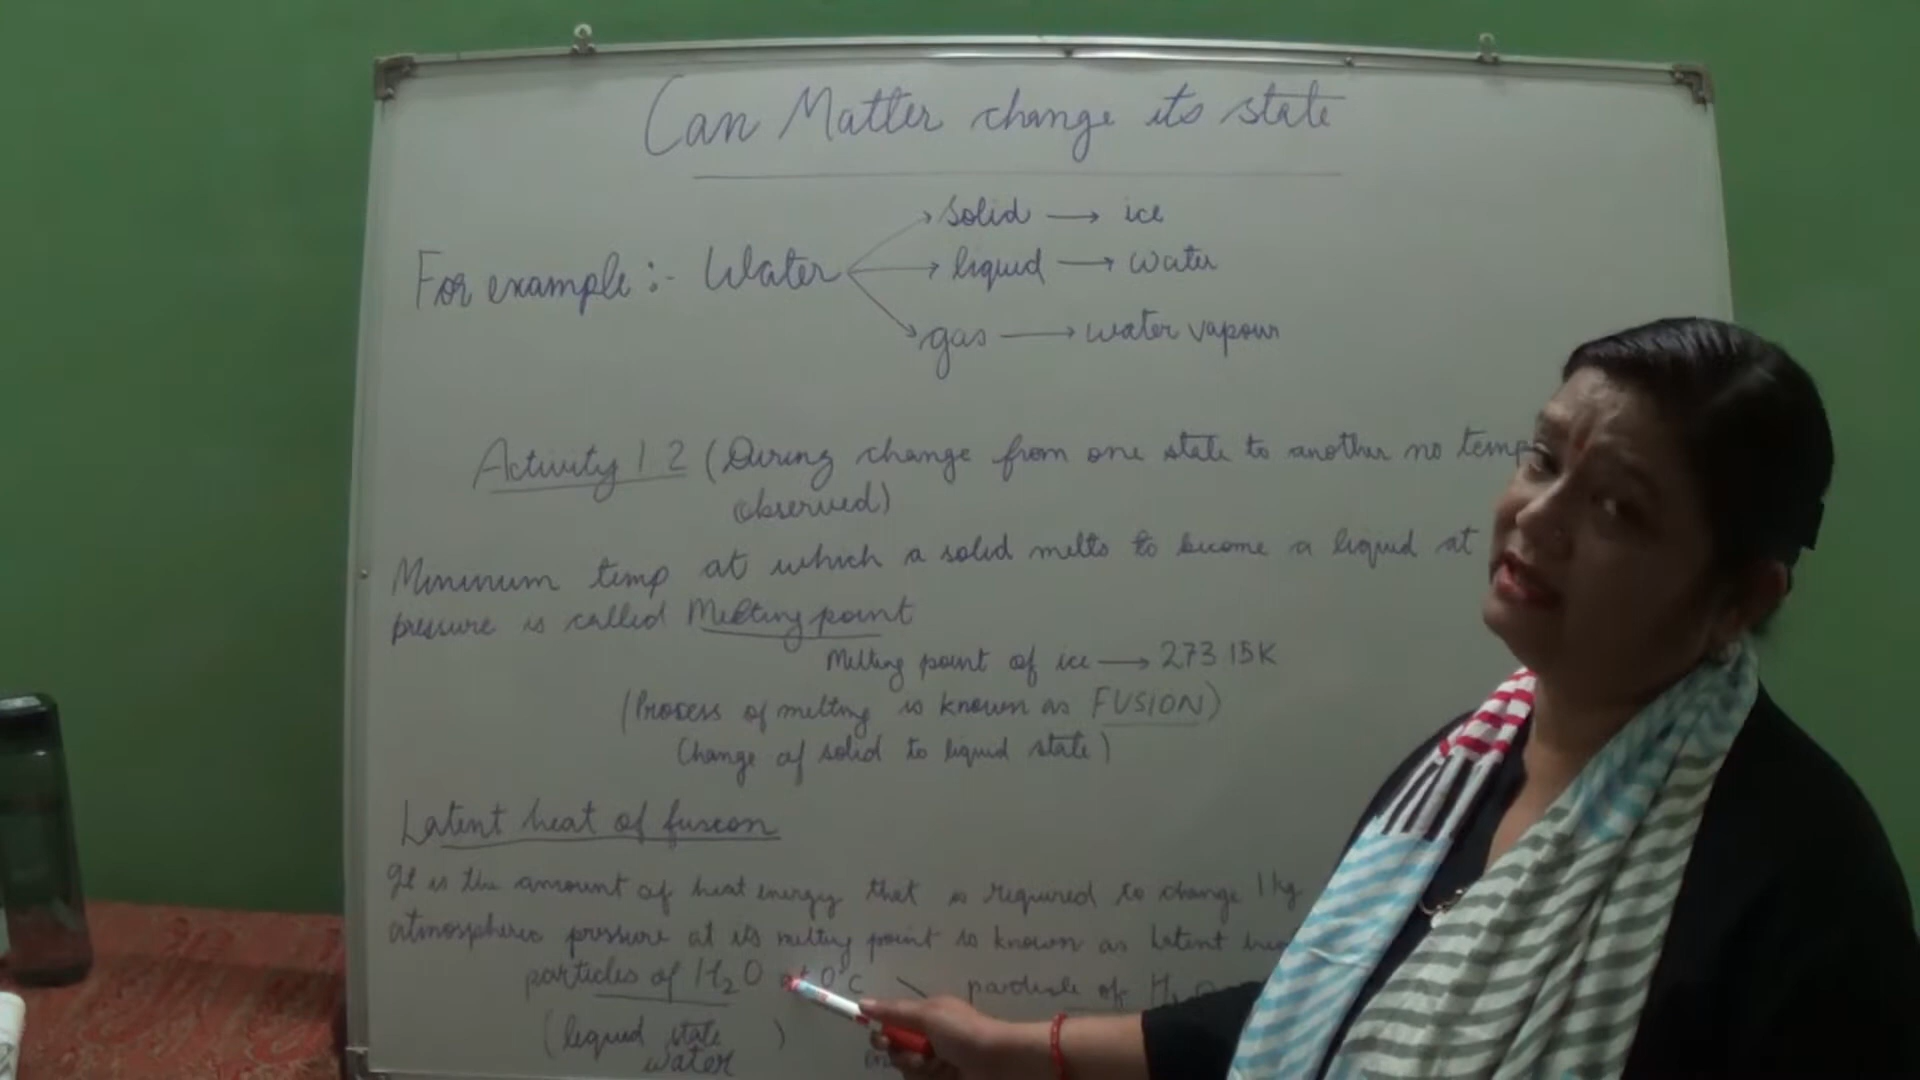 Can Matter change its state
For example :- Water
solid → ice
liquid → water
gas → water vapour
Activity 1.2 (During change from one state to another no temp
observed)
Minimum temp at which a solid melts to become a liquid at
pressure is called Melting point
Melting point of ice → 273.15K
(Process of melting is known as FUSION)
Change of solid to liquid state)
Latent heat of fusion
It is the amount of heat energy that is required to change 1 kg
atmospheric pressure at its melting point is known as Latent
particles of H2O at 0°C particle of
(liquid state )
water